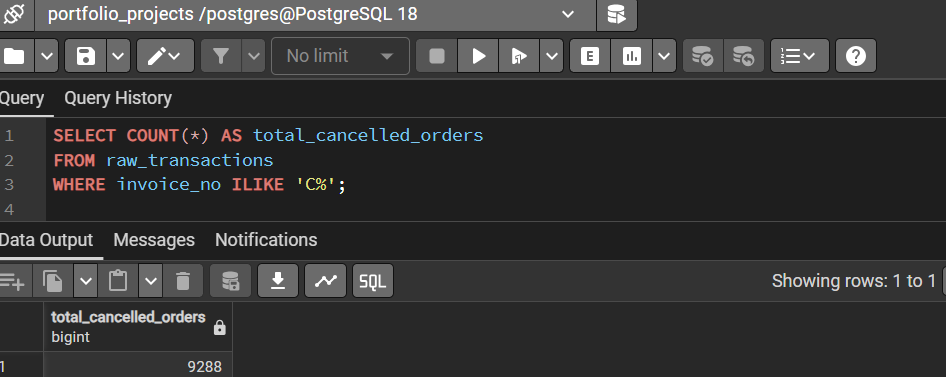 portfolio_projects /postgres@PostgreSQL 18
No limit
E
Query Query History
1 SELECT COUNT(*) AS total_cancelled_orders
2 FROM raw_transactions
3 WHERE invoice_no ILIKE 'C%';
4
Data Output Messages Notifications
SQL Showing rows: 1 to 1
total_cancelled_orders
bigint
1 9288